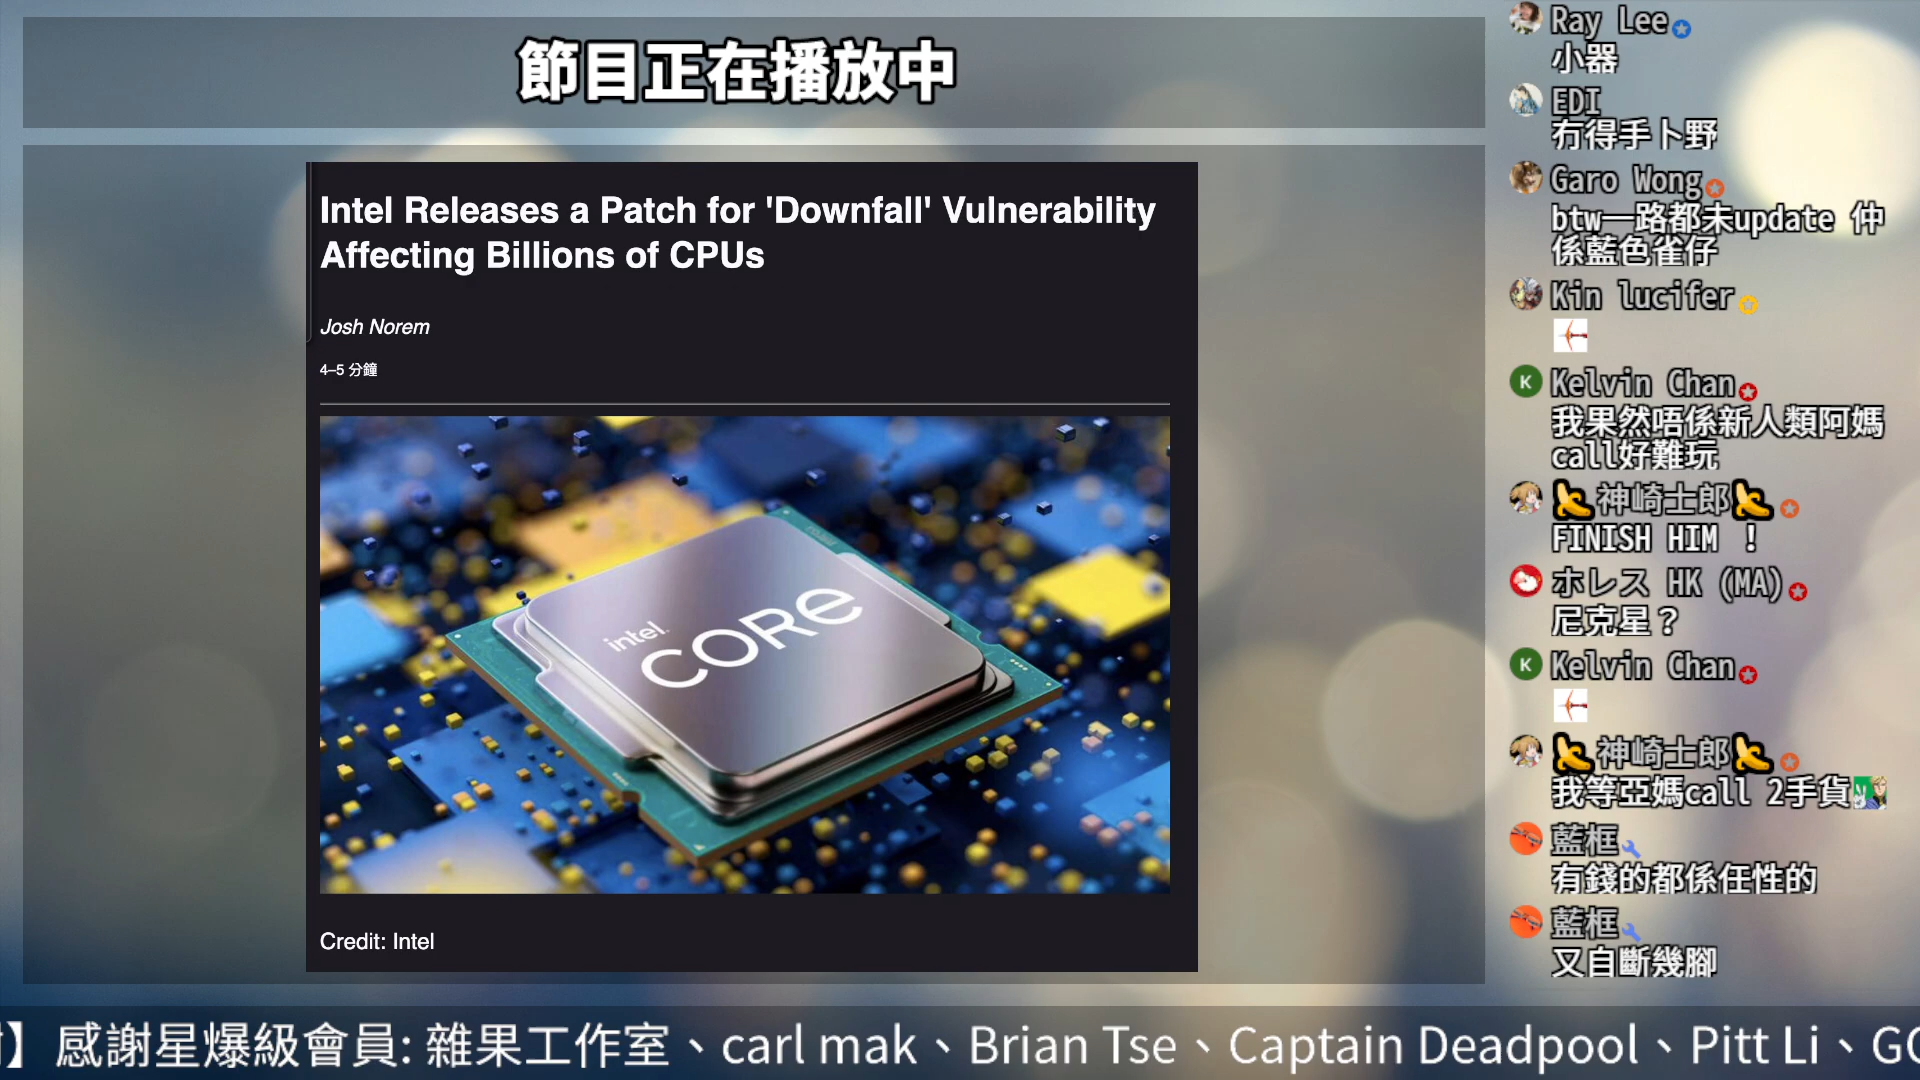 節目正在播放中
Intel Releases a Patch for 'Downfall' Vulnerability
Affecting Billions of CPUs
Josh Norem
4–5 分鐘
intel.
CORE
Credit: Intel
Ray Lee
小器
EDI
冇得手卜野
Garo Wong
btw一路都未update 仲
係藍色雀仔
Kin lucifer
K Kelvin Chan
我果然唔係新人類阿媽
call好難玩
神崎士郎
FINISH HIM ！
ホレス HK (MA)
尼克星？
K Kelvin Chan
神崎士郎
我等亞媽call 2手貨
藍框
有錢的都係任性的
藍框
又自斷幾腳
】感謝星爆級會員: 雜果工作室、carl mak、Brian Tse、Captain Deadpool、Pitt Li、GO